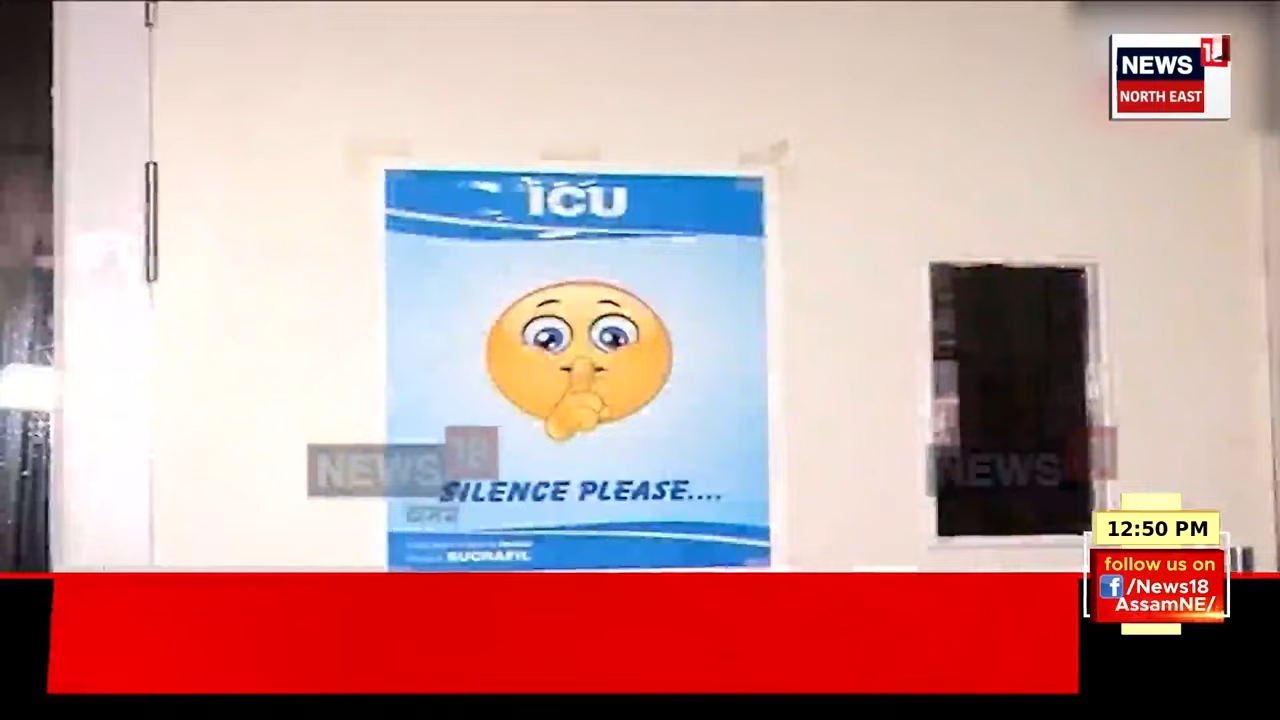 NEWS 18
NORTH EAST
ICU
NEWS 18
NEWS 18
SILENCE PLEASE....
অসম
SUCRAFIL
12:50 PM
follow us on
/News18
AssamNE/